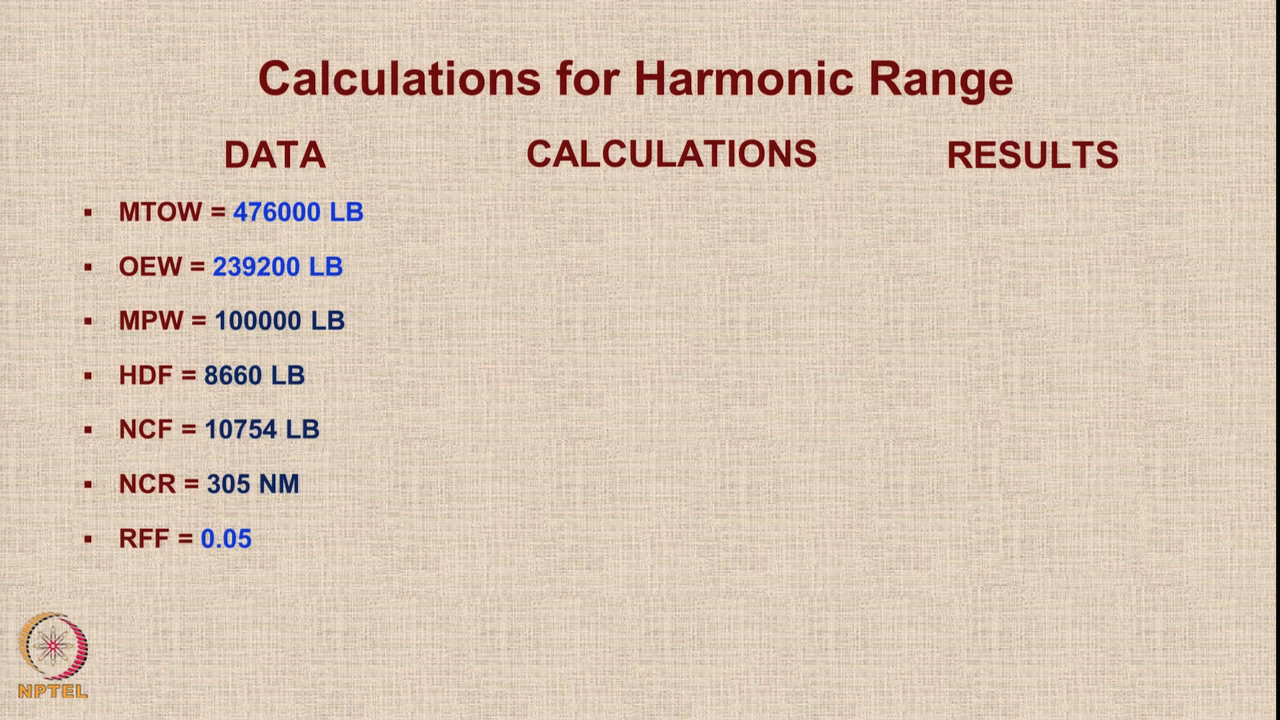 Calculations for Harmonic Range
DATA CALCULATIONS RESULTS
▪ MTOW = 476000 LB
▪ OEW = 239200 LB
▪ MPW = 100000 LB
▪ HDF = 8660 LB
▪ NCF = 10754 LB
▪ NCR = 305 NM
▪ RFF = 0.05
NPTEL